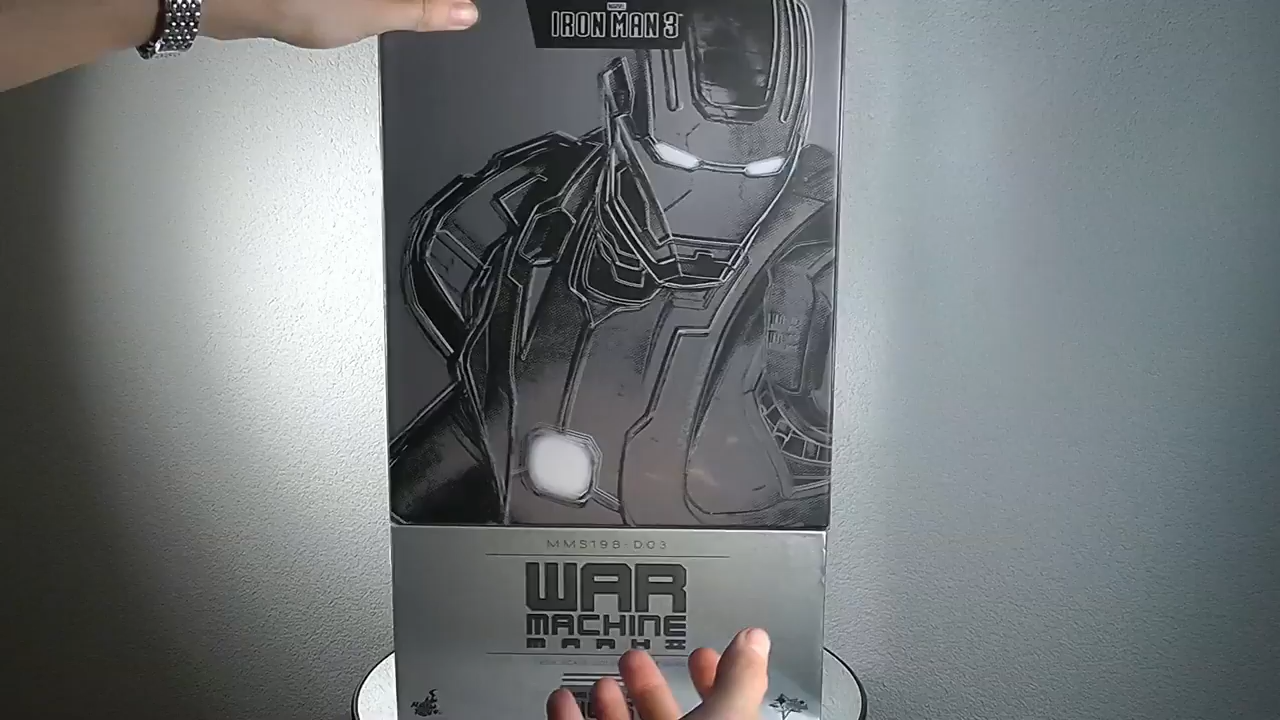 MARVEL
IRON MAN 3
MMS198-D03
WAR
MACHINE
MARK II